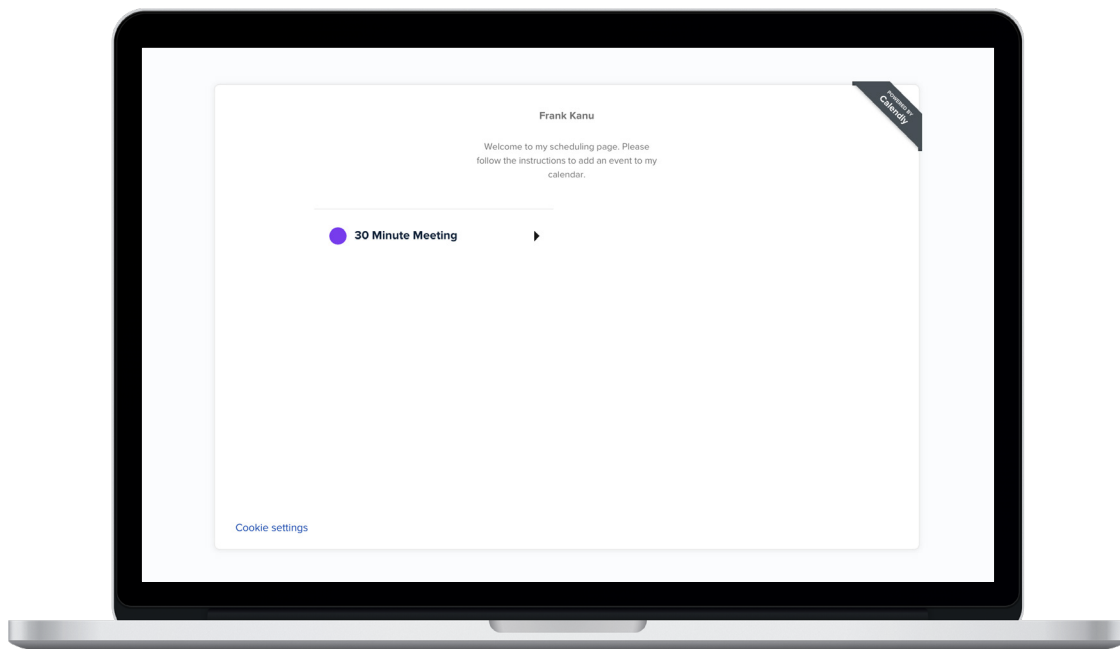 Frank Kanu
POWERED BY
Calendly
Welcome to my scheduling page. Please
follow the instructions to add an event to my
calendar.
30 Minute Meeting
Cookie settings